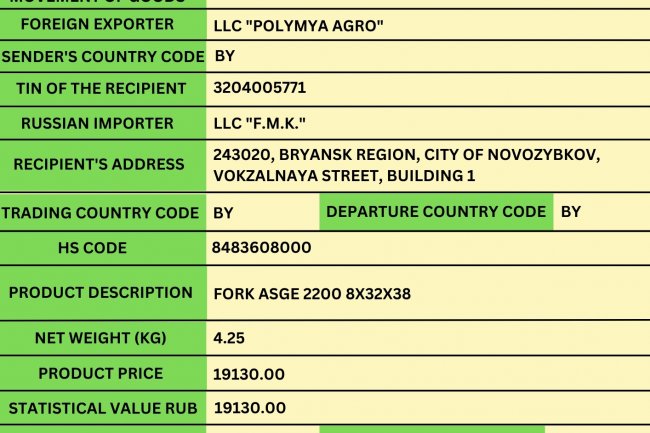 MOVEMENT OF GOODS
FOREIGN EXPORTER LLC "POLYMYA AGRO"
SENDER'S COUNTRY CODE BY
TIN OF THE RECIPIENT 3204005771
RUSSIAN IMPORTER LLC "F.M.K."
RECIPIENT'S ADDRESS 243020, BRYANSK REGION, CITY OF NOVOZYBKOV,
VOKZALNAYA STREET, BUILDING 1
TRADING COUNTRY CODE BY DEPARTURE COUNTRY CODE BY
HS CODE 8483608000
PRODUCT DESCRIPTION FORK ASGE 2200 8X32X38
NET WEIGHT (KG) 4.25
PRODUCT PRICE 19130.00
STATISTICAL VALUE RUB 19130.00